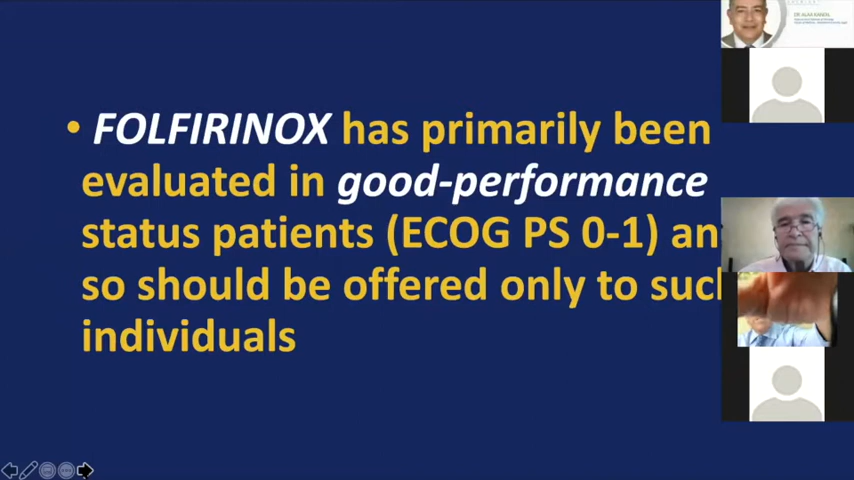 • FOLFIRINOX has primarily been
evaluated in good-performance
status patients (ECOG PS 0-1) an
so should be offered only to such
individuals